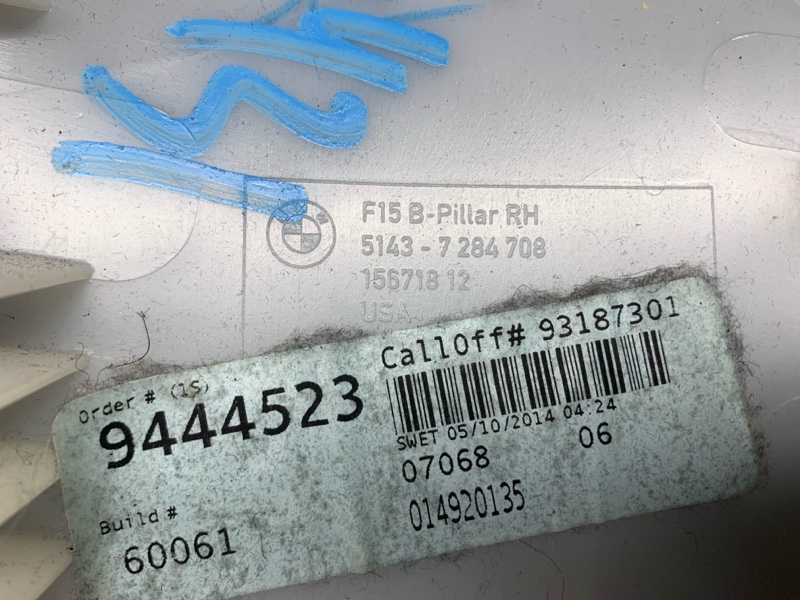 F15 B-Pillar RH
5143 - 7 284 708
156718 12
USA
CallOff# 93187301
Order # (1S)
9444523
SWET 05/10/2014 04:24
07068 06
014920135
Build #
60061